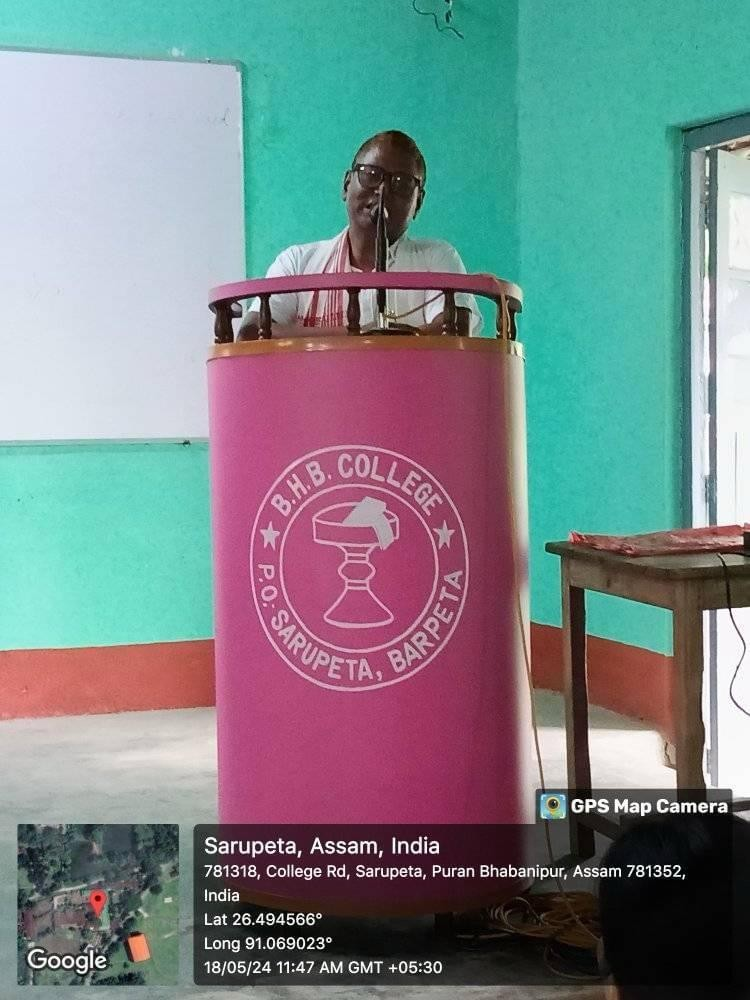 B.H.B. COLLEGE
P.O: SARUPETA, BARPETA
GPS Map Camera
Sarupeta, Assam, India
781318, College Rd, Sarupeta, Puran Bhabanipur, Assam 781352,
India
Lat 26.494566°
Long 91.069023°
18/05/24 11:47 AM GMT +05:30
Google